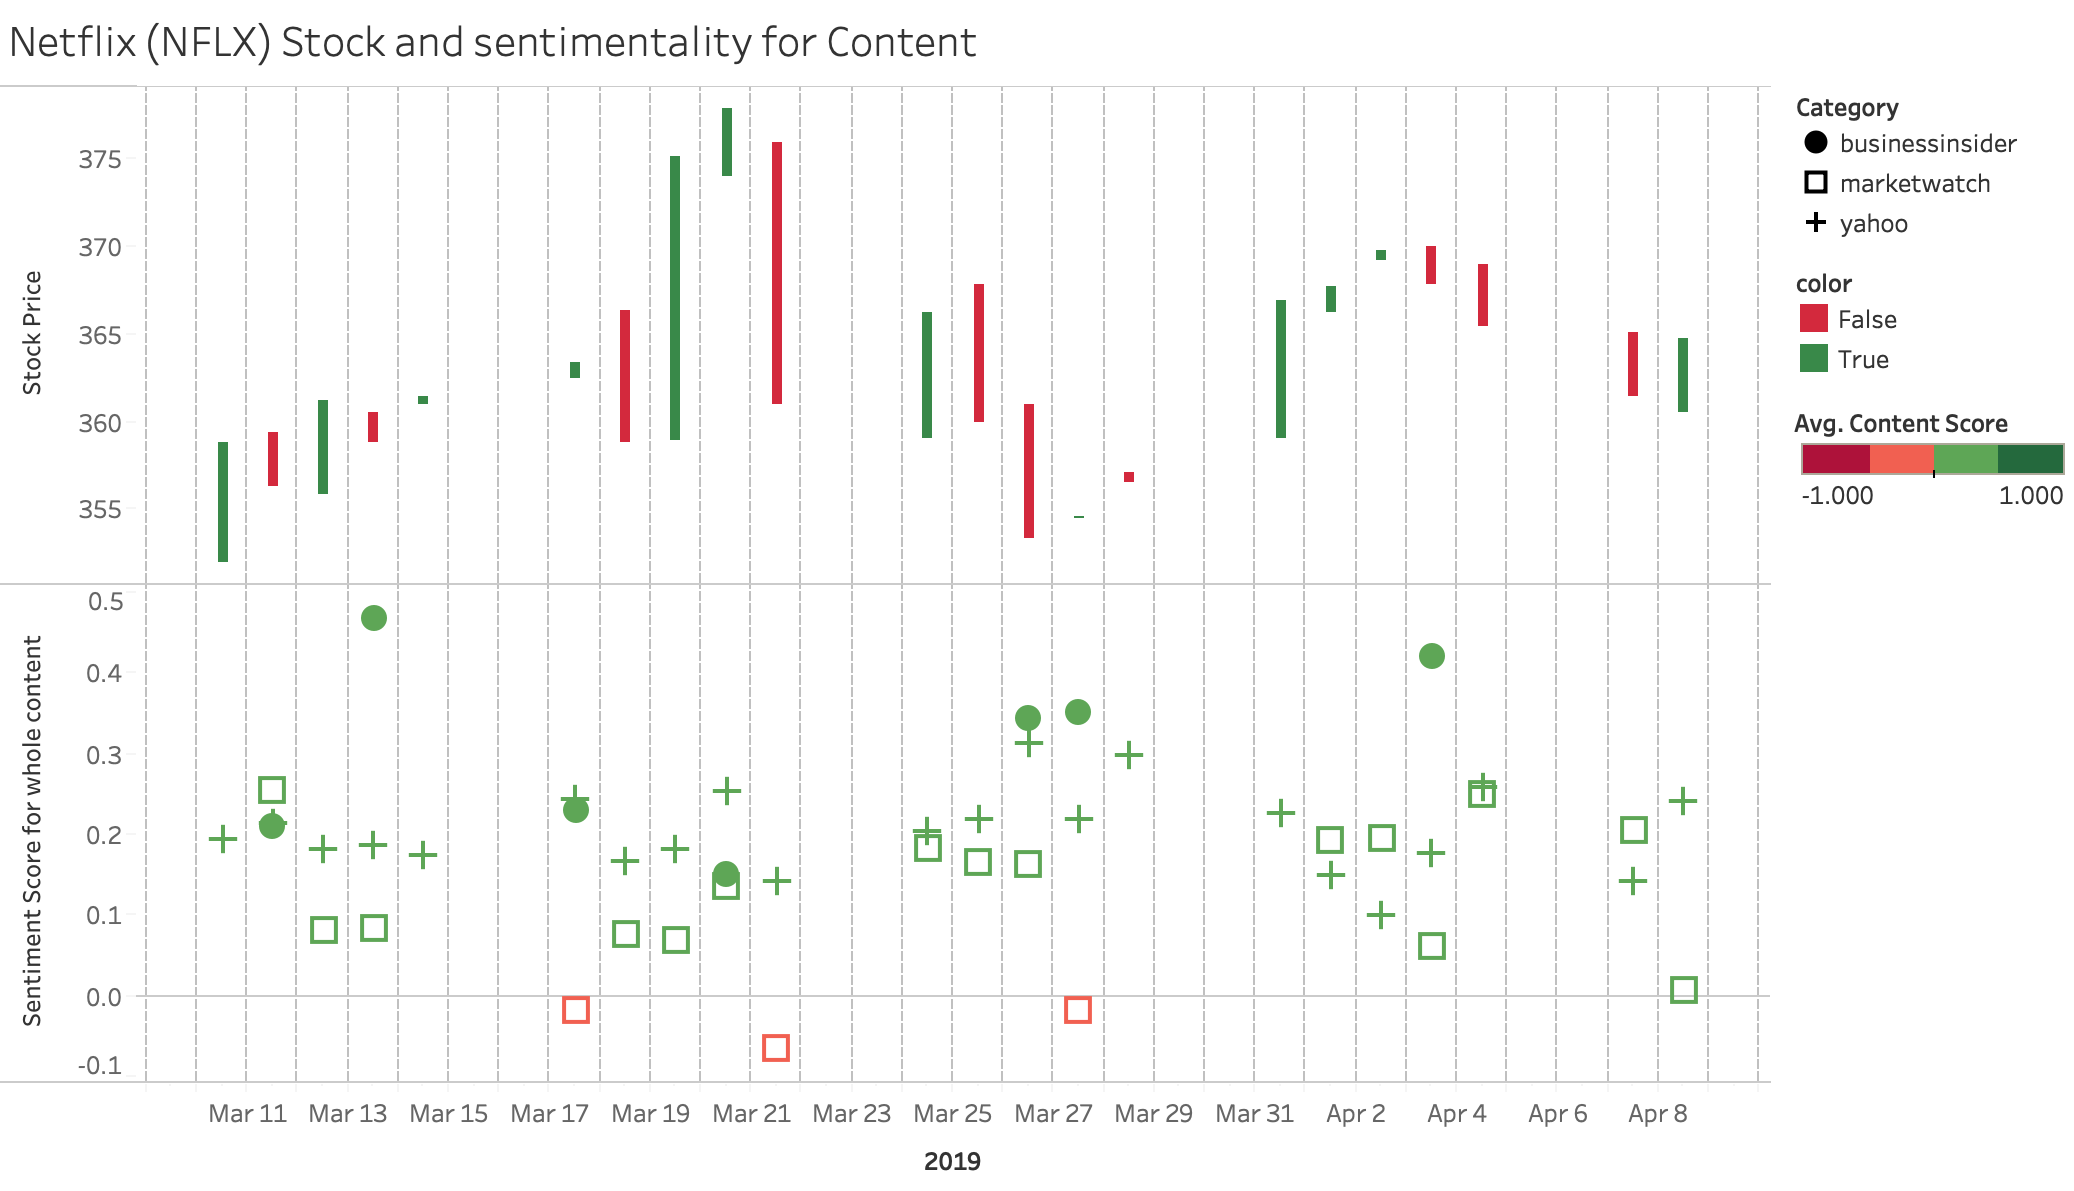 Netflix (NFLX) Stock and sentimentality for Content
Stock Price
375
370
365
360
355
Sentiment Score for whole content
0.5
0.4
0.3
0.2
0.1
0.0
-0.1
Mar 11 Mar 13 Mar 15 Mar 17 Mar 19 Mar 21 Mar 23 Mar 25 Mar 27 Mar 29 Mar 31 Apr 2 Apr 4 Apr 6 Apr 8
2019
Category
businessinsider
marketwatch
yahoo
color
False
True
Avg. Content Score
-1.000 1.000